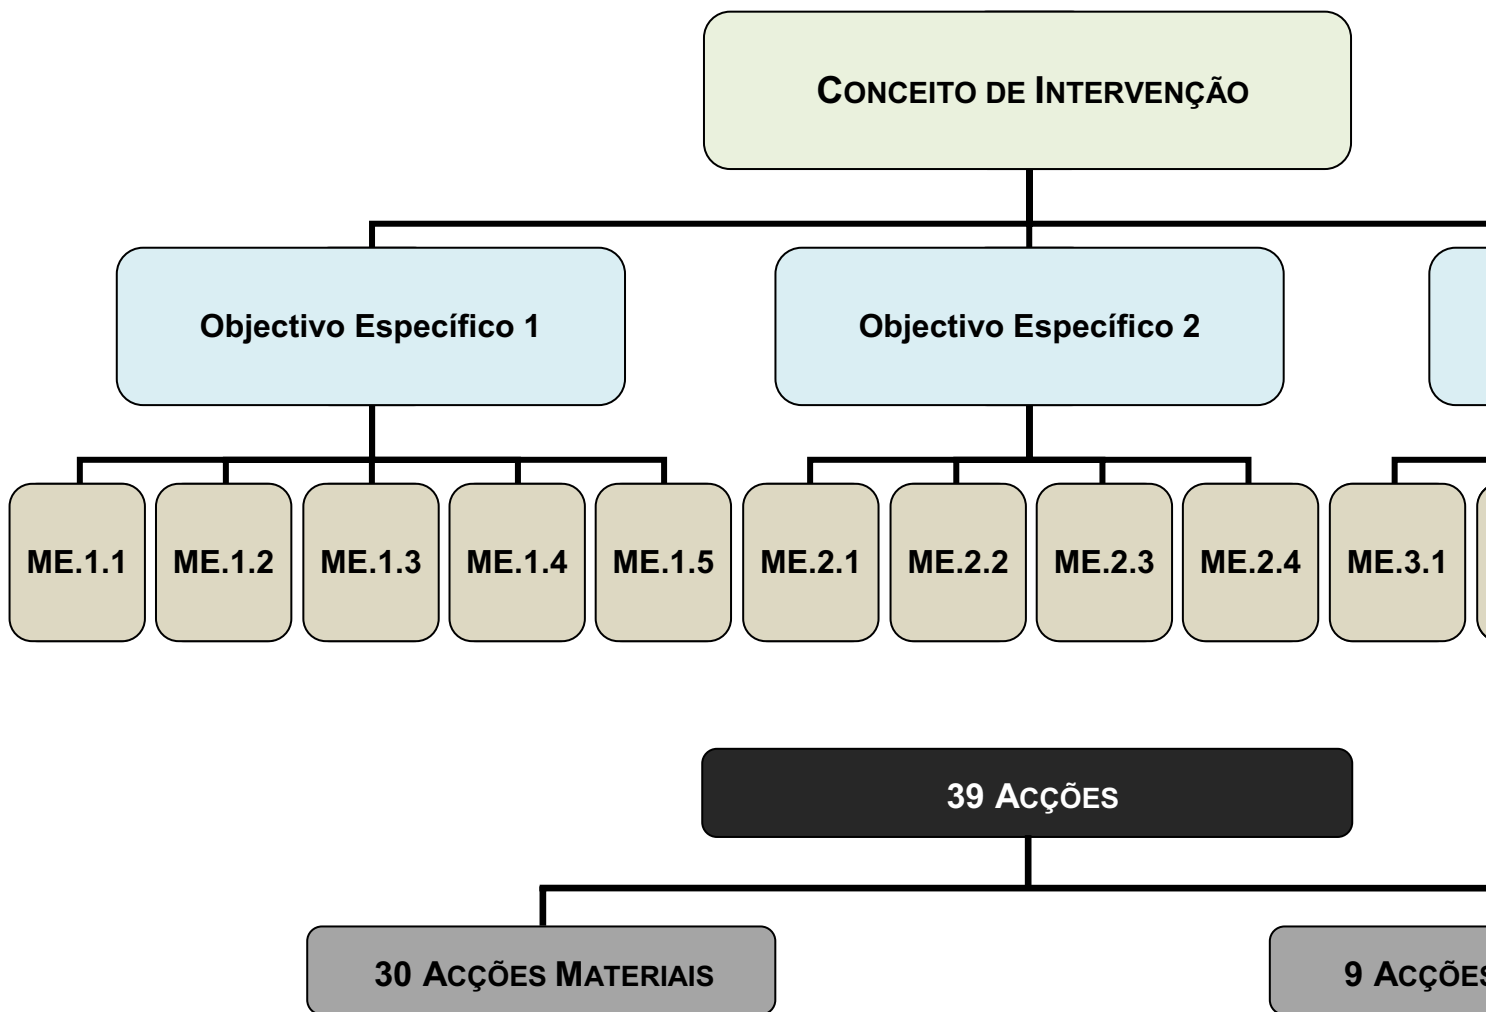 CONCEITO DE INTERVENÇÃO
Objectivo Específico 1
Objectivo Específico 2
ME.1.1
ME.1.2
ME.1.3
ME.1.4
ME.1.5
ME.2.1
ME.2.2
ME.2.3
ME.2.4
ME.3.1
39 ACÇÕES
30 ACÇÕES MATERIAIS
9 ACÇÕES